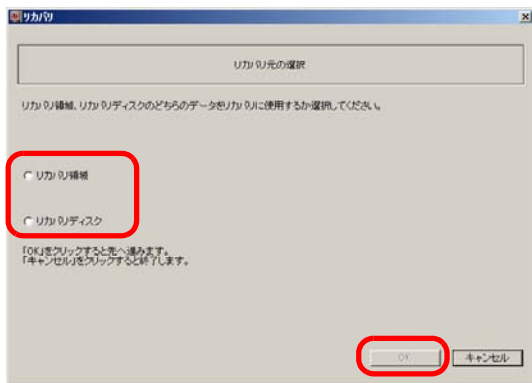 リカバリ
リカバリ元の選択
リカバリ領域、リカバリディスクのどちらのデータをリカバリに使用するか選択してください。
リカバリ領域
リカバリディスク
「OK」をクリックすると先へ進みます。
「キャンセル」をクリックすると終了します。
OK
キャンセル